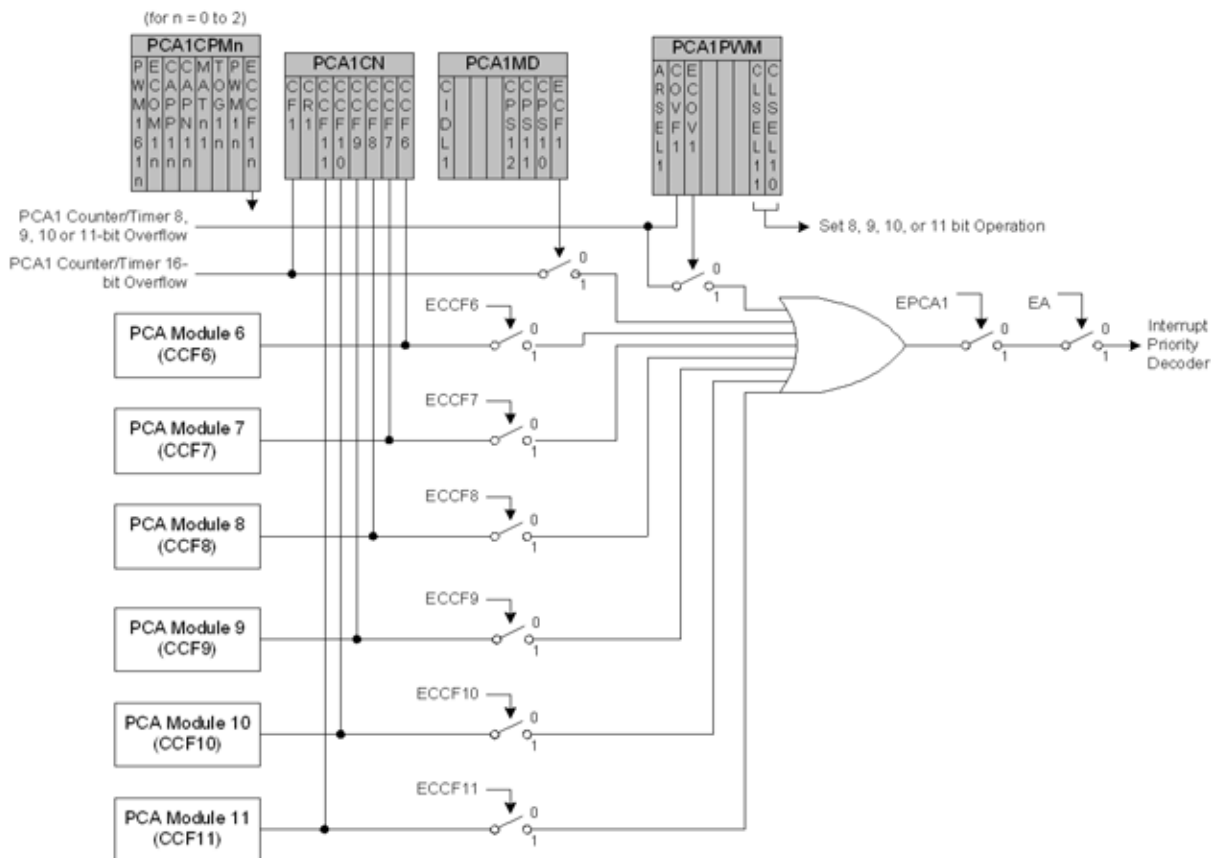 (for n = 0 to 2)
PCA1CPMn
PWM161n
ECOM1n
CAPP1n
CAPN1n
MATn1
TOG1n
PWM1n
ECCF1n
PCA1CN
CF1
CR1
CCF11
CCF10
CCF9
CCF8
CCF7
CCF6
PCA1MD
CIDL1
CPS12
CPS11
CPS10
ECF1
PCA1PWM
ARSEL1
COVF1
ECOV1
CLSEL11
CLSEL10
PCA1 Counter/Timer 8,
9, 10 or 11-bit Overflow
Set 8, 9, 10, or 11 bit Operation
PCA1 Counter/Timer 16-
bit Overflow
0
1
0
1
PCA Module 6
(CCF6)
ECCF6
0
1
EPCA1
0
1
EA
0
1
Interrupt
Priority
Decoder
PCA Module 7
(CCF7)
ECCF7
0
1
PCA Module 8
(CCF8)
ECCF8
0
1
PCA Module 9
(CCF9)
ECCF9
0
1
PCA Module 10
(CCF10)
ECCF10
0
1
PCA Module 11
(CCF11)
ECCF11
0
1